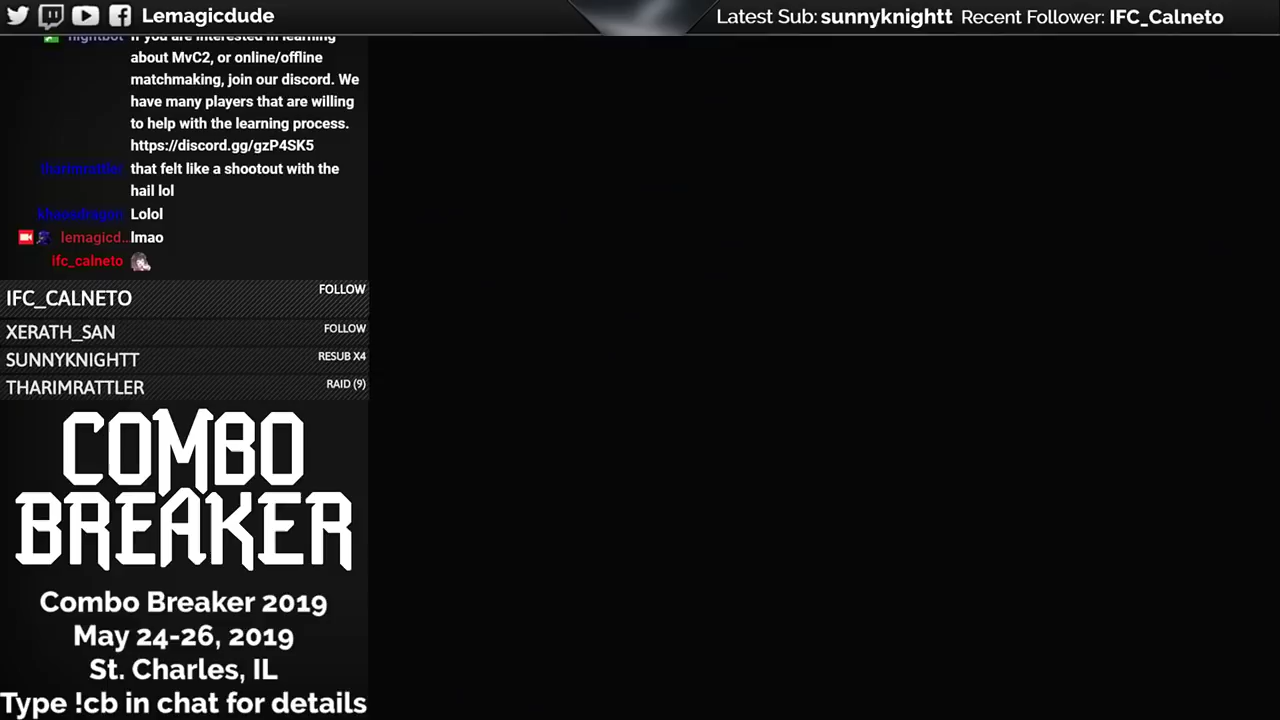 Lemagicdude
Latest Sub: sunnyknightt Recent Follower: IFC_Calneto
nightbot If you are interested in learning
about MvC2, or online/offline
matchmaking, join our discord. We
have many players that are willing
to help with the learning process.
https://discord.gg/gzP4SK5
tharimrattler that felt like a shootout with the
hail lol
khaosdragon Lolol
lemagicd... lmao
ifc_calneto
IFC_CALNETO FOLLOW
XERATH_SAN FOLLOW
SUNNYKNIGHTT RESUB X4
THARIMRATTLER RAID (9)
COMBO
BREAKER
Combo Breaker 2019
May 24-26, 2019
St. Charles, IL
Type !cb in chat for details